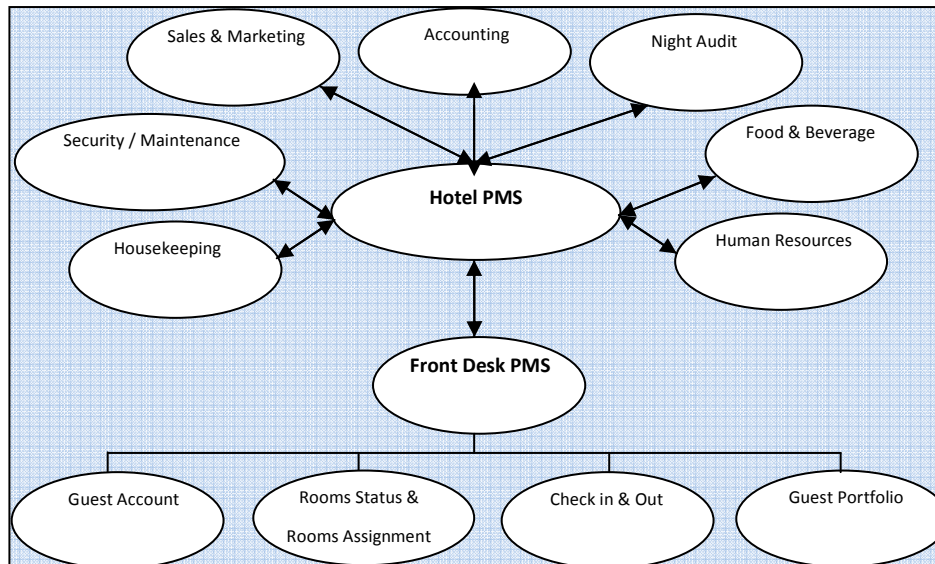 Sales & Marketing
Accounting
Night Audit
Security / Maintenance
Food & Beverage
Hotel PMS
Housekeeping
Human Resources
Front Desk PMS
Guest Account
Rooms Status &
Rooms Assignment
Check in & Out
Guest Portfolio